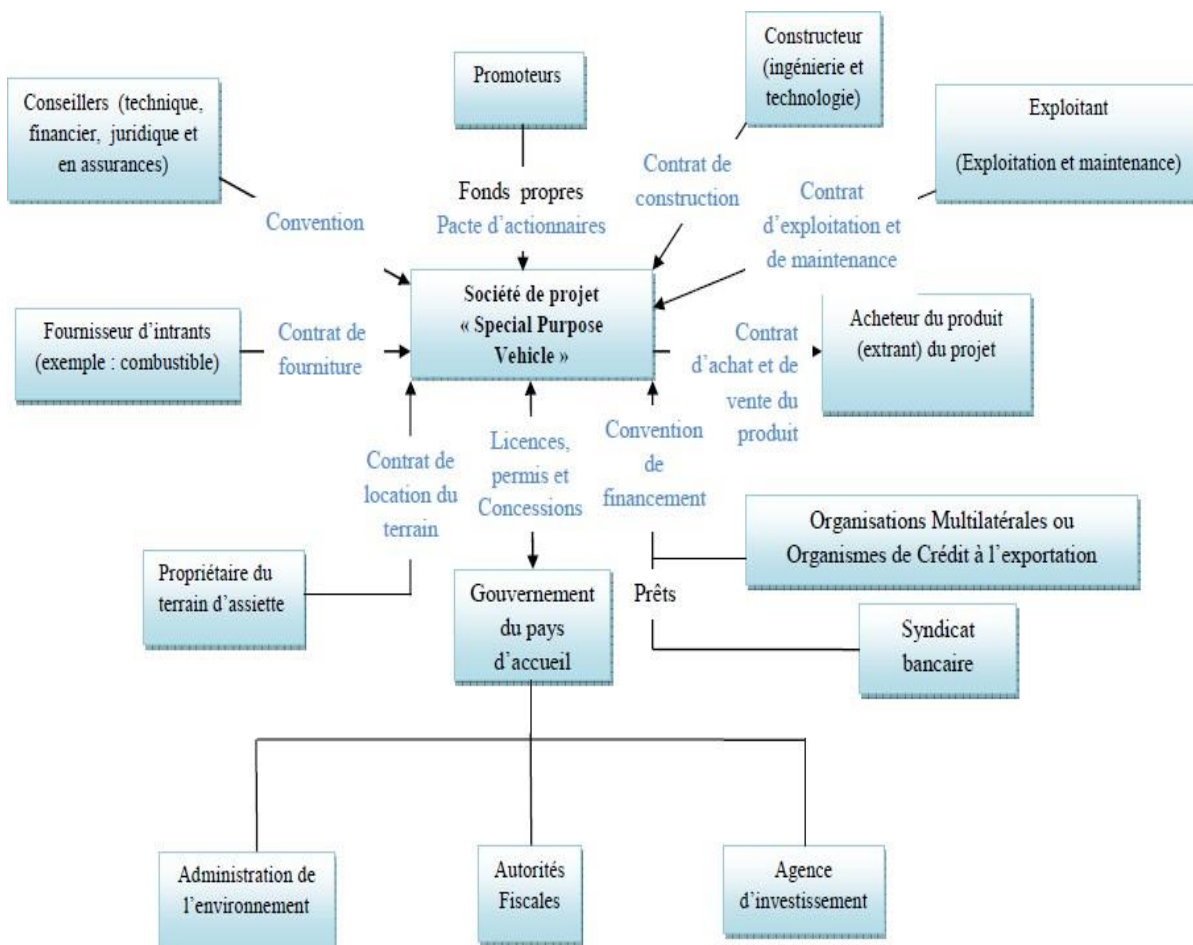 Promoteurs
Constructeur
(ingénierie et
technologie)
Conseillers (technique,
financier, juridique et
en assurances)
Exploitant
(Exploitation et maintenance)
Convention
Fonds propres
Pacte d'actionnaires
Contrat de
construction
Contrat
d'exploitation et
de maintenance
Société de projet
« Special Purpose
Vehicle »
Fournisseur d'intrants
(exemple : combustible)
Contrat de
fourniture
Contrat
d'achat et de
vente du
produit
Acheteur du produit
(extrant) du projet
Contrat de
location du
terrain
Licences,
permis et
Concessions
Convention
de
financement
Organisations Multilatérales ou
Organismes de Crédit à l'exportation
Propriétaire du
terrain d'assiette
Gouvernement
du pays
d'accueil
Prêts
Syndicat
bancaire
Administration de
l'environnement
Autorités
Fiscales
Agence
d'investissement